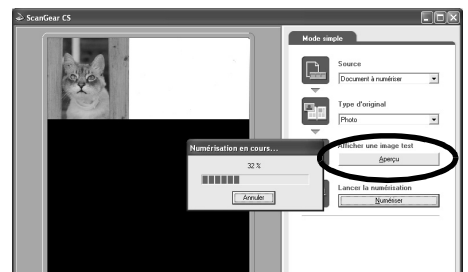 ScanGear CS
Mode simple
Source
Document à numériser
Type d'original
Photo
Afficher une image test
Aperçu
Numérisation en cours...
32 %
Annuler
Lancer la numérisation
Numériser